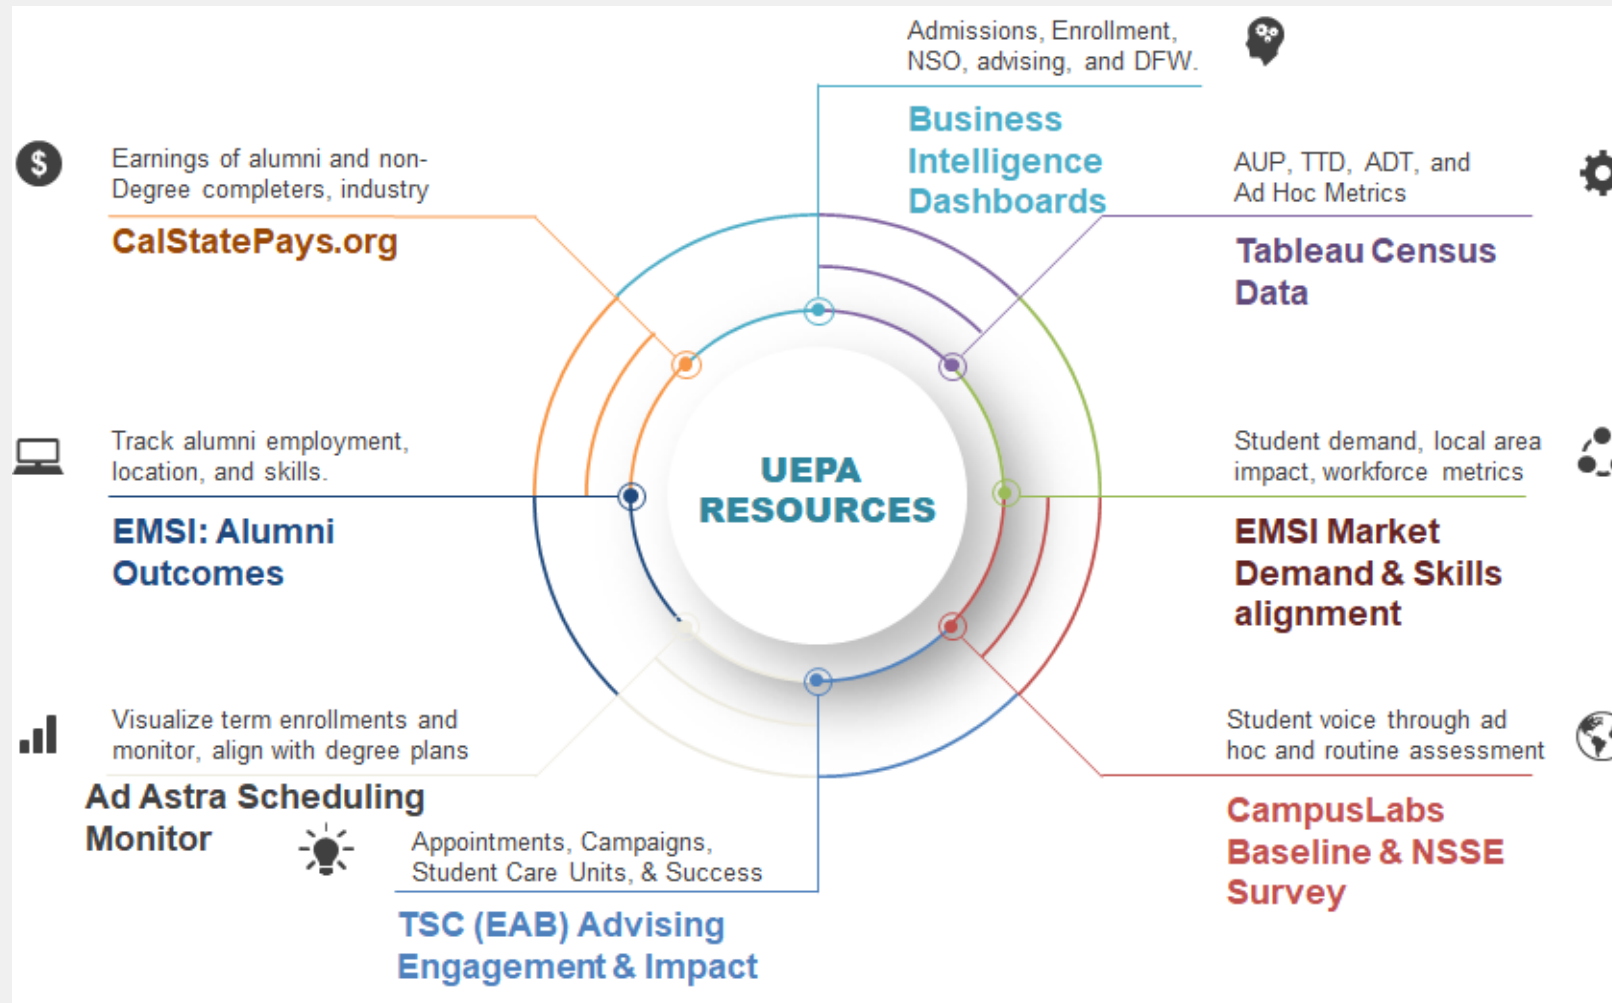 Admissions, Enrollment,
NSO, advising, and DFW.
Business
Intelligence
Dashboards
$
Earnings of alumni and non-
Degree completers, industry
CalStatePays.org
AUP, TTD, ADT, and
Ad Hoc Metrics
Tableau Census
Data
Track alumni employment,
location, and skills.
EMSI: Alumni
Outcomes
UEPA
RESOURCES
Student demand, local area
impact, workforce metrics
EMSI Market
Demand & Skills
alignment
Visualize term enrollments and
monitor, align with degree plans
Ad Astra Scheduling
Monitor
Appointments, Campaigns,
Student Care Units, & Success
TSC (EAB) Advising
Engagement & Impact
Student voice through ad
hoc and routine assessment
CampusLabs
Baseline & NSSE
Survey